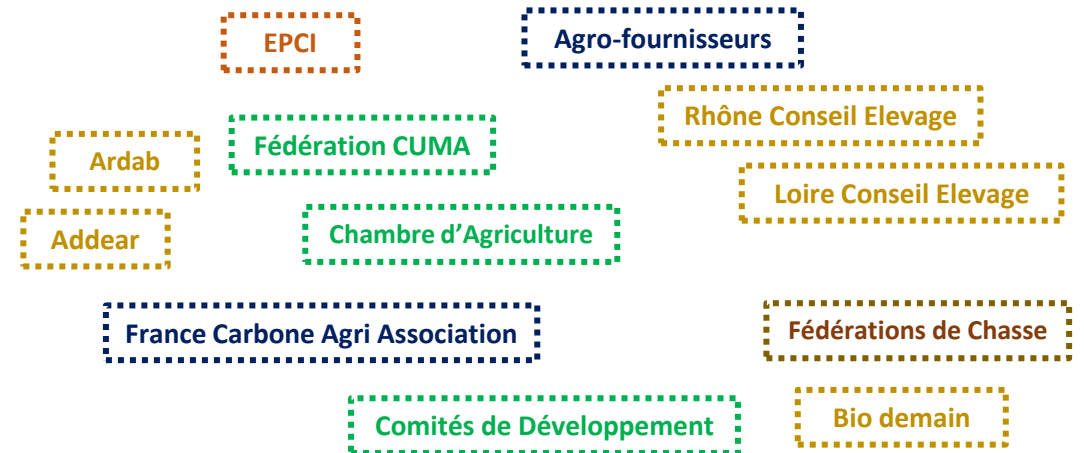 EPCI
Agro-fournisseurs
Rhône Conseil Elevage
Fédération CUMA
Ardab
Loire Conseil Elevage
Addear
Chambre d’Agriculture
France Carbone Agri Association
Fédérations de Chasse
Comités de Développement
Bio demain